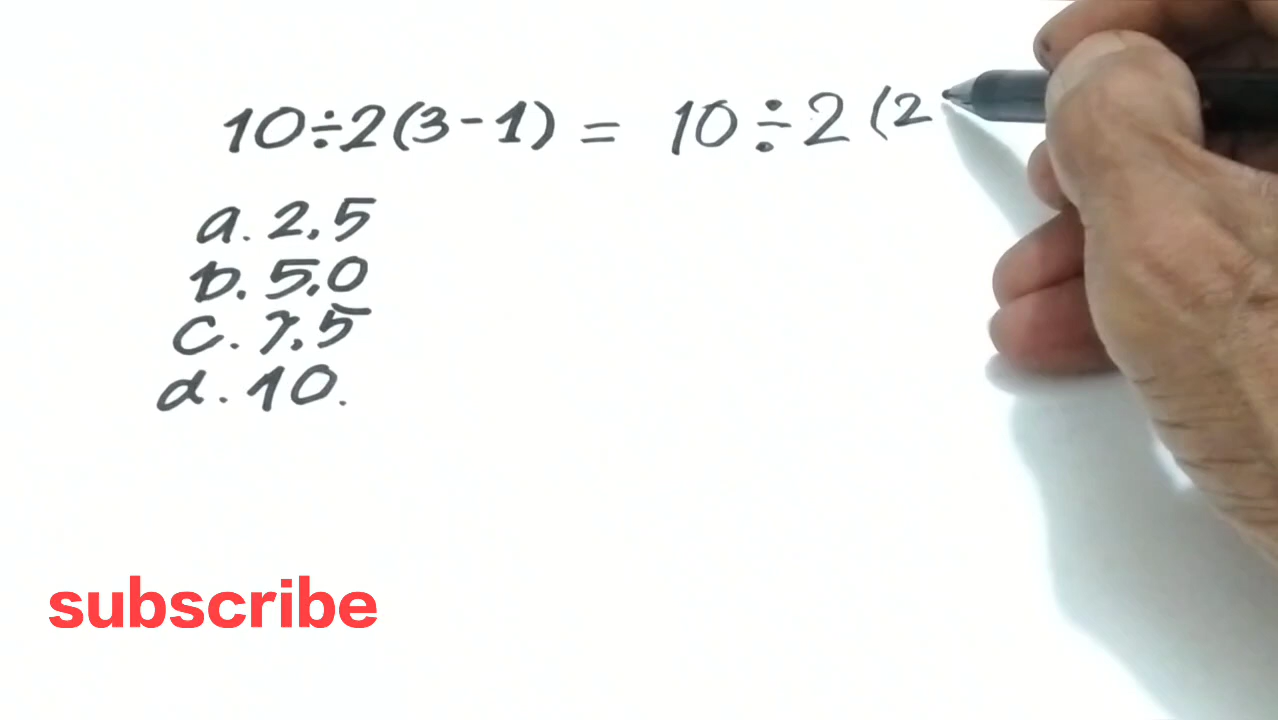 10÷2(3-1) = 10÷2(2
a. 2,5
b. 5,0
c. 7,5
d. 10.
subscribe